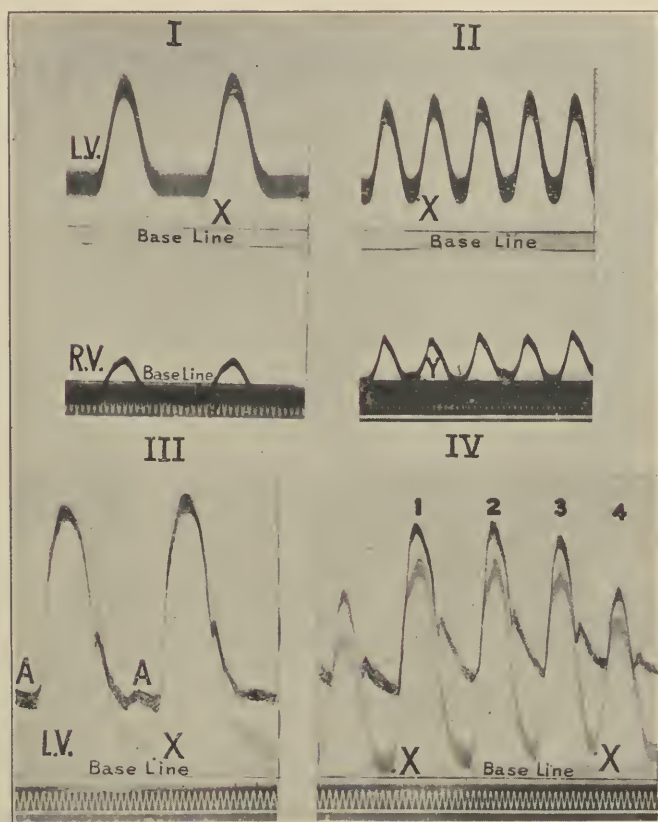 I II
L.V.
X X
Base Line Base Line
R.V. Base Line Y
III IV
1 2 3 4
A A
L.V. X X X
Base Line Base Line